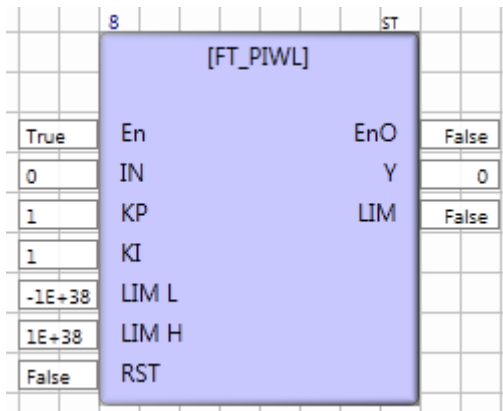 8 ST
[FT_PIWL]
True En EnO False
0 IN Y 0
1 KP LIM False
1 KI
-1E+38 LIM L
1E+38 LIM H
False RST